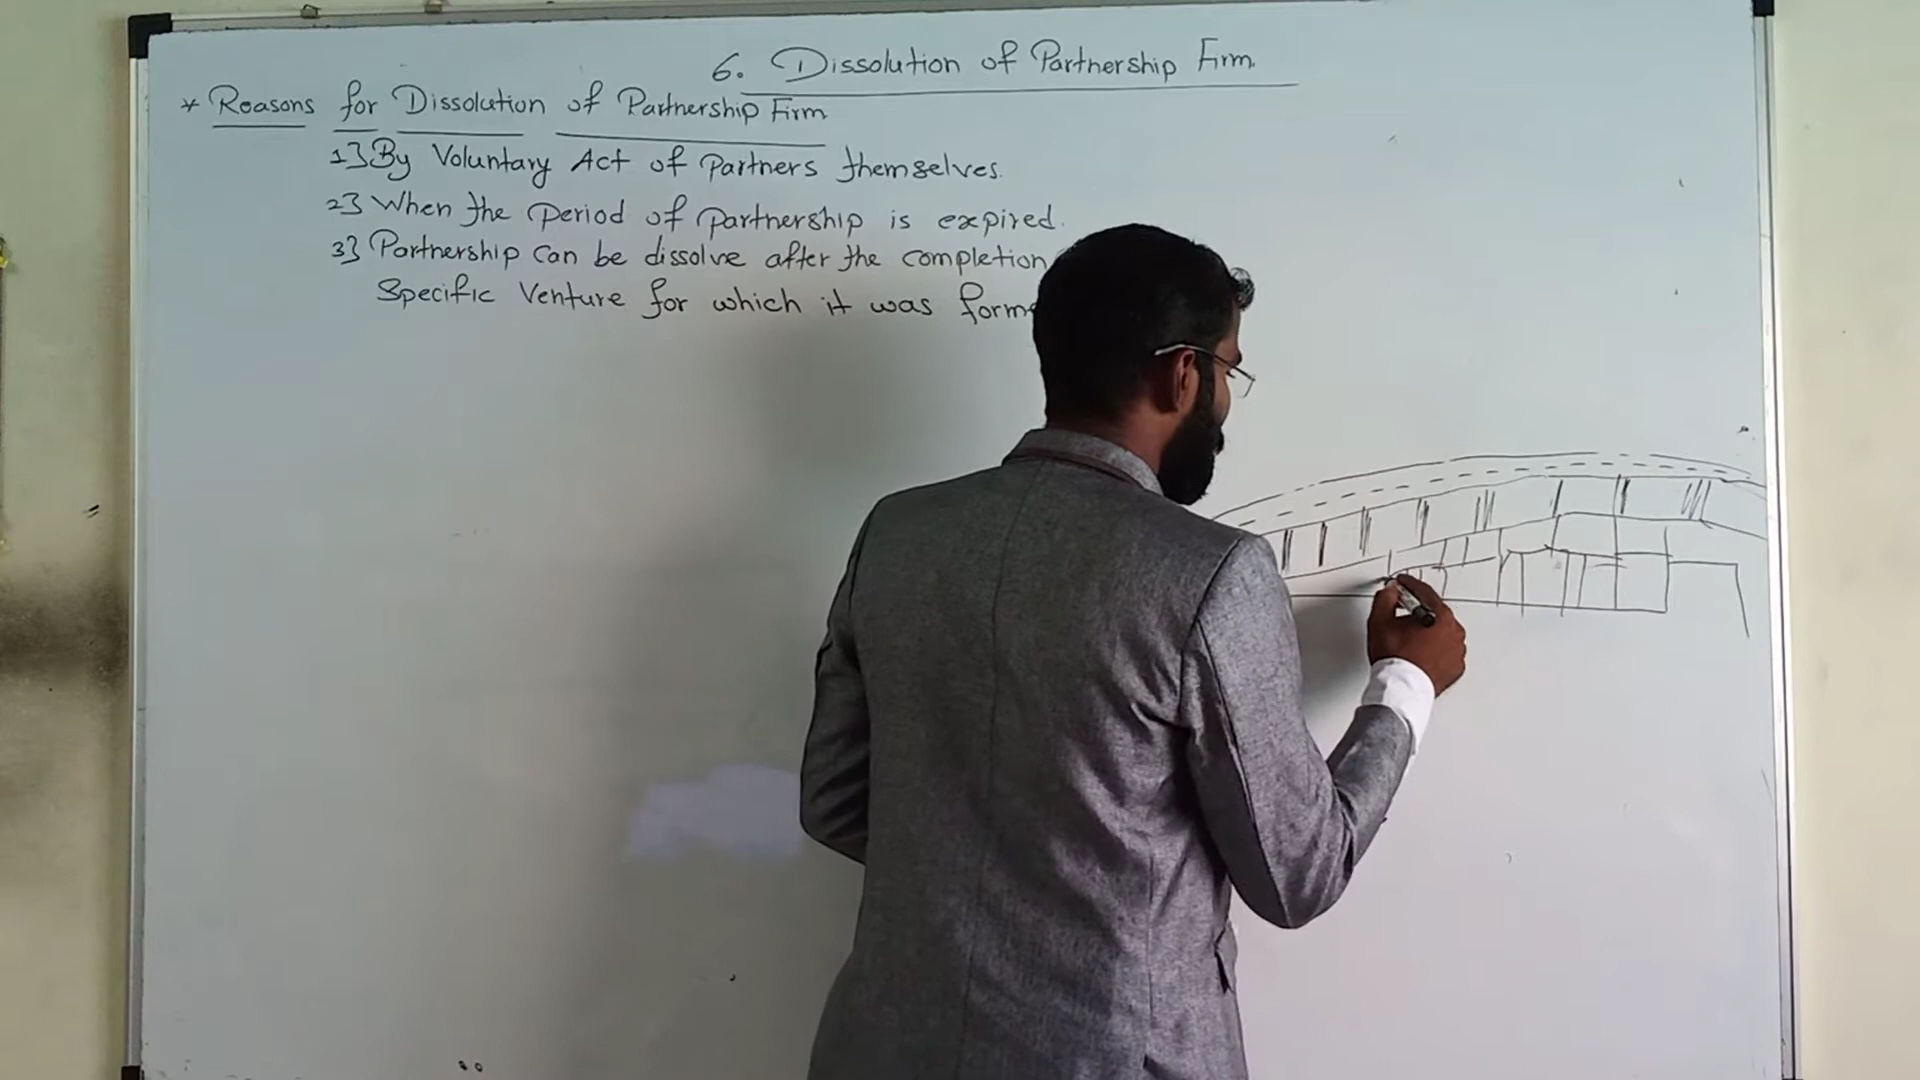 6. Dissolution of Partnership Firm.
* Reasons for Dissolution of Partnership Firm
1} By Voluntary Act of Partners themselves.
2} When the period of partnership is expired.
3} Partnership can be dissolve after the completion
Specific Venture for which it was